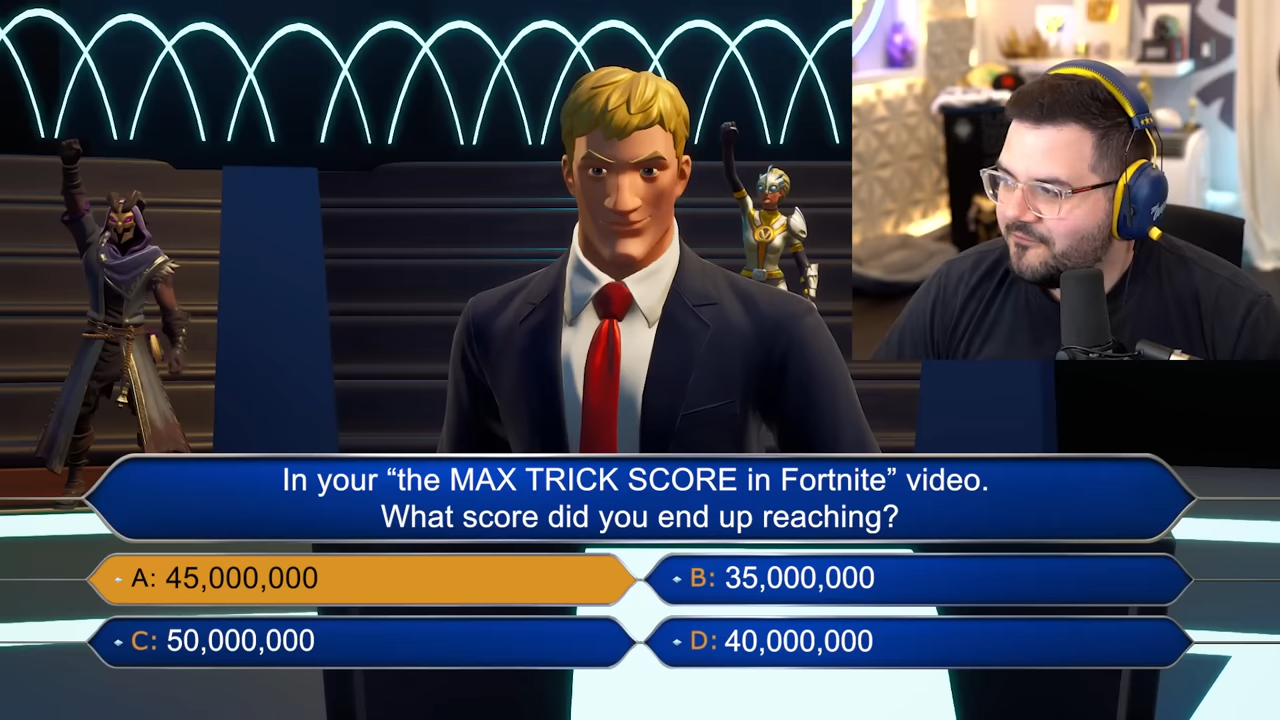 In your “the MAX TRICK SCORE in Fortnite” video.
What score did you end up reaching?
A: 45,000,000
B: 35,000,000
C: 50,000,000
D: 40,000,000